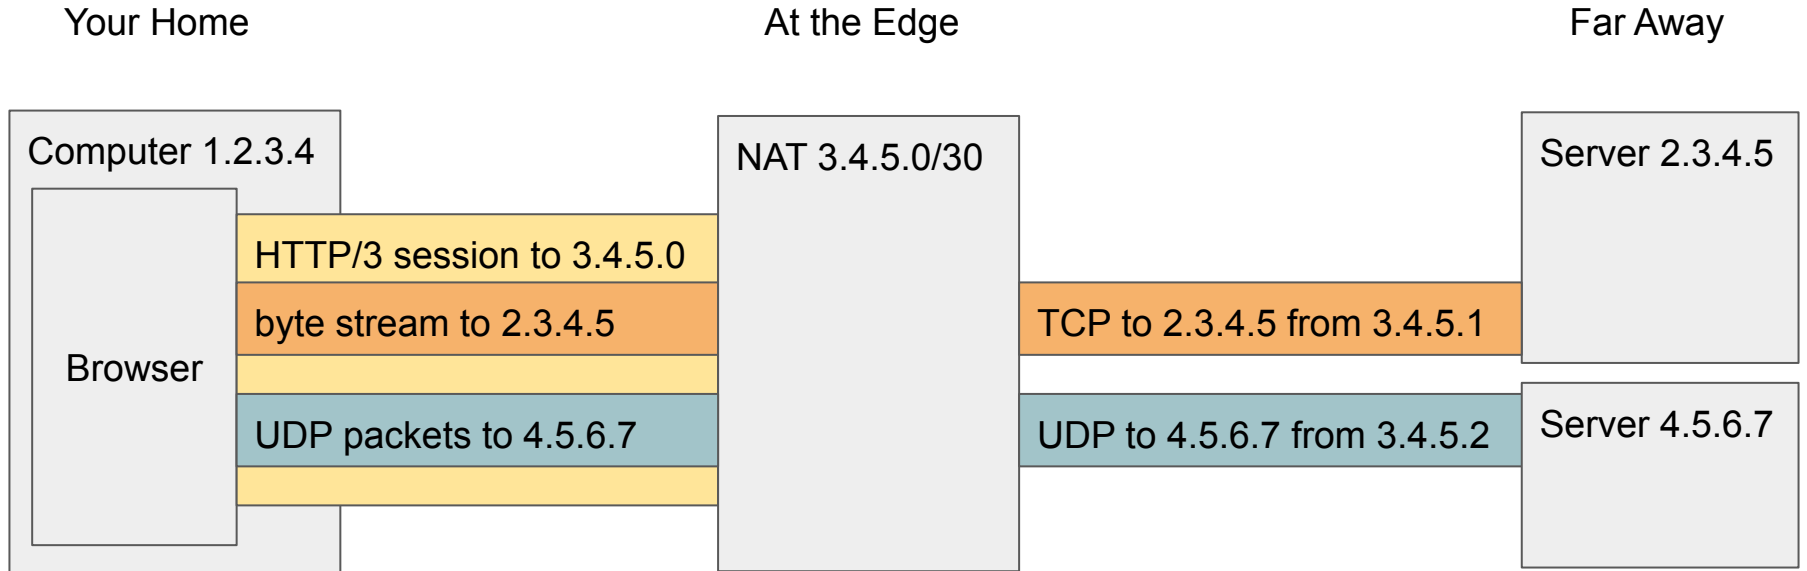 Your Home
At the Edge
Far Away
Computer 1.2.3.4
NAT 3.4.5.0/30
Server 2.3.4.5
HTTP/3 session to 3.4.5.0
byte stream to 2.3.4.5
TCP to 2.3.4.5 from 3.4.5.1
Browser
UDP packets to 4.5.6.7
UDP to 4.5.6.7 from 3.4.5.2
Server 4.5.6.7